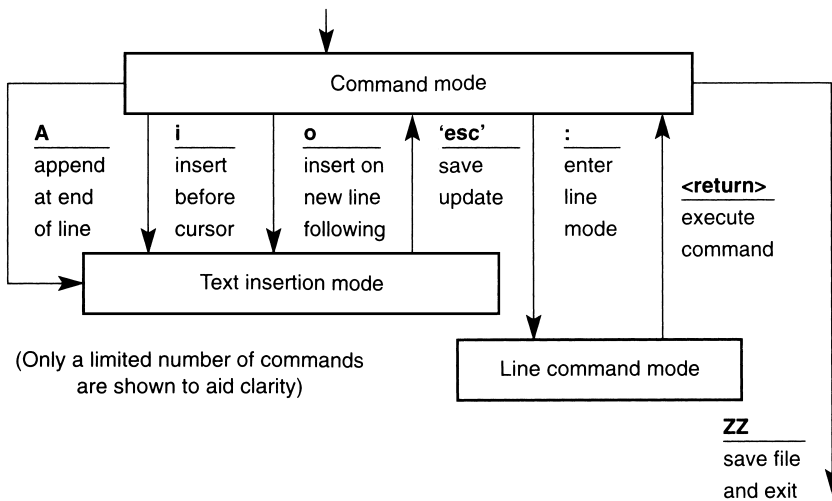 Command mode
A
append
at end
of line
i
insert
before
cursor
o
insert on
new line
following
‘esc’
save
update
:
enter
line
mode
<return>
execute
command
Text insertion mode
(Only a limited number of commands
are shown to aid clarity)
Line command mode
ZZ
save file
and exit